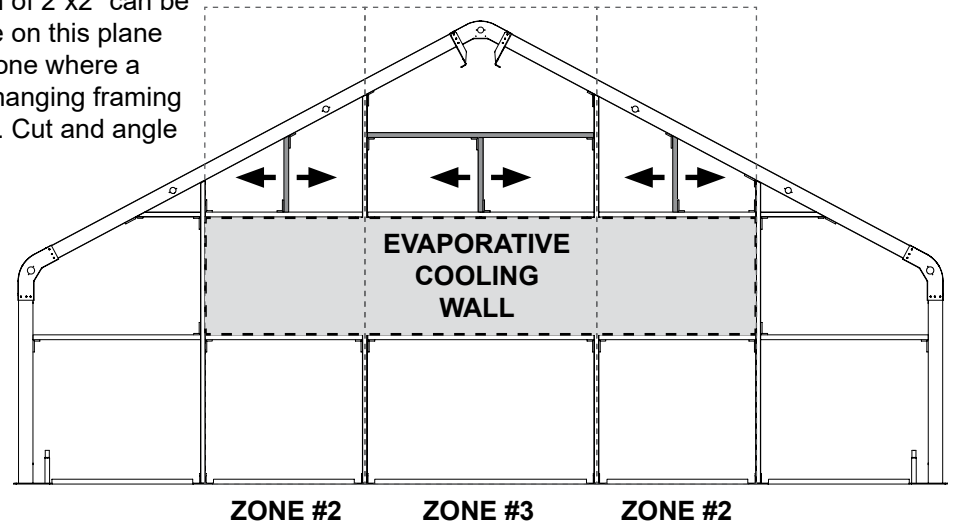 of 2"x2" can be
e on this plane
one where a
hanging framing
. Cut and angle
EVAPORATIVE
COOLING
WALL
ZONE #2
ZONE #3
ZONE #2